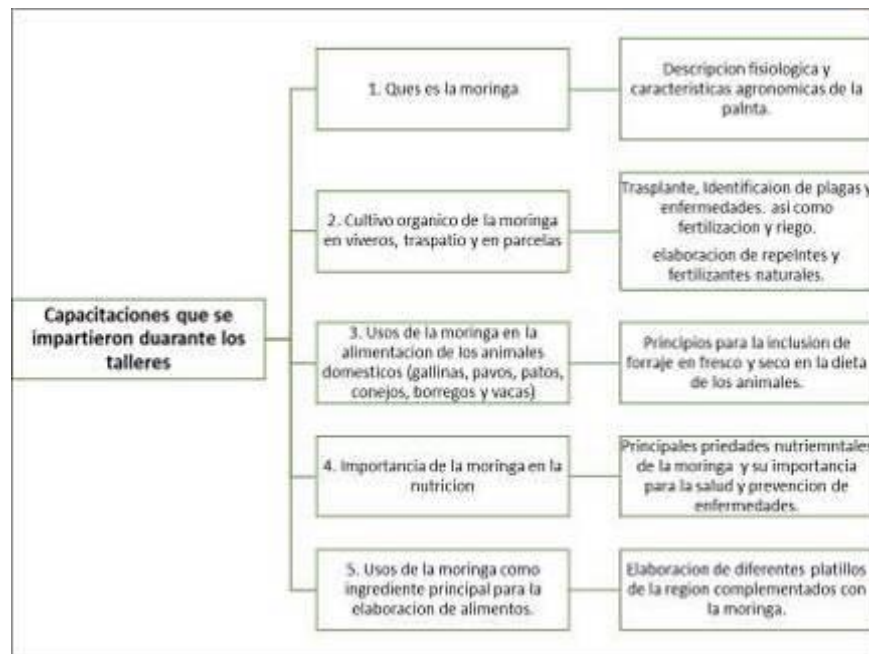 Capacitaciones que se
impartieron duarante los
talleres
1. Ques es la moringa
Descripcion fisiologica y
caracteristicas agronomicas de la
palnta.
2. Cultivo organico de la moringa
en viveros, traspatio y en parcelas
Trasplante, Identificaion de plagas y
enfermedades. asi como
fertilizacion y riego.
elaboracion de repelntes y
fertilizantes naturales.
3. Usos de la moringa en la
alimentacion de los animales
domesticos (gallinas, pavos, patos,
conejos, borregos y vacas)
Principios para la inclusion de
forraje en fresco y seco en la dieta
de los animales.
4. Importancia de la moringa en la
nutricion
Principales priedades nutriemntales
de la moringa y su importancia
para la salud y prevencion de
enfermedades.
5. Usos de la moringa como
ingrediente principal para la
elaboracion de alimentos.
Elaboracion de diferentes platillos
de la region complementados con
la moringa.